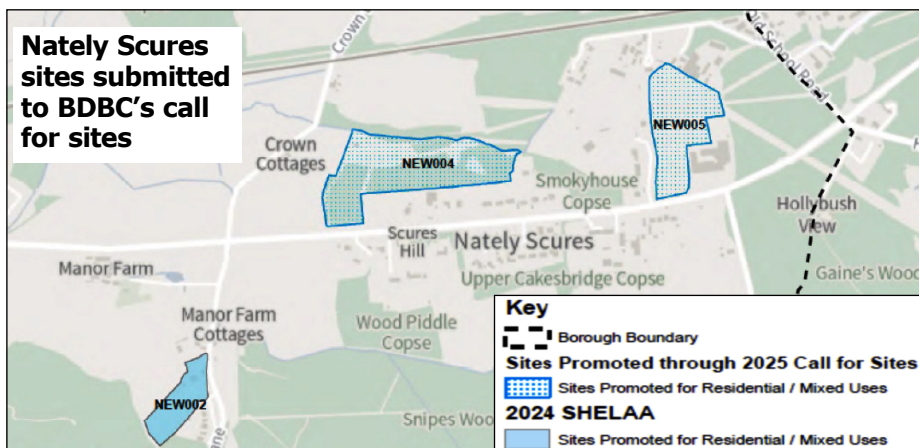 Nately Scures
sites submitted
to BDBC's call
for sites
Old School Road
NEW005
Crown
Cottages
NEW004
Smokyhouse
Copse
Hollybush
View
Scures
Hill
Nately Scures
Manor Farm
Upper Cakesbridge Copse
Gaine's Wood
Manor Farm
Cottages
Wood Piddle
Copse
NEW002
Snipes Woo
Key
Borough Boundary
Sites Promoted through 2025 Call for Sites
Sites Promoted for Residential / Mixed Uses
2024 SHELAA
Sites Promoted for Residential / Mixed Uses